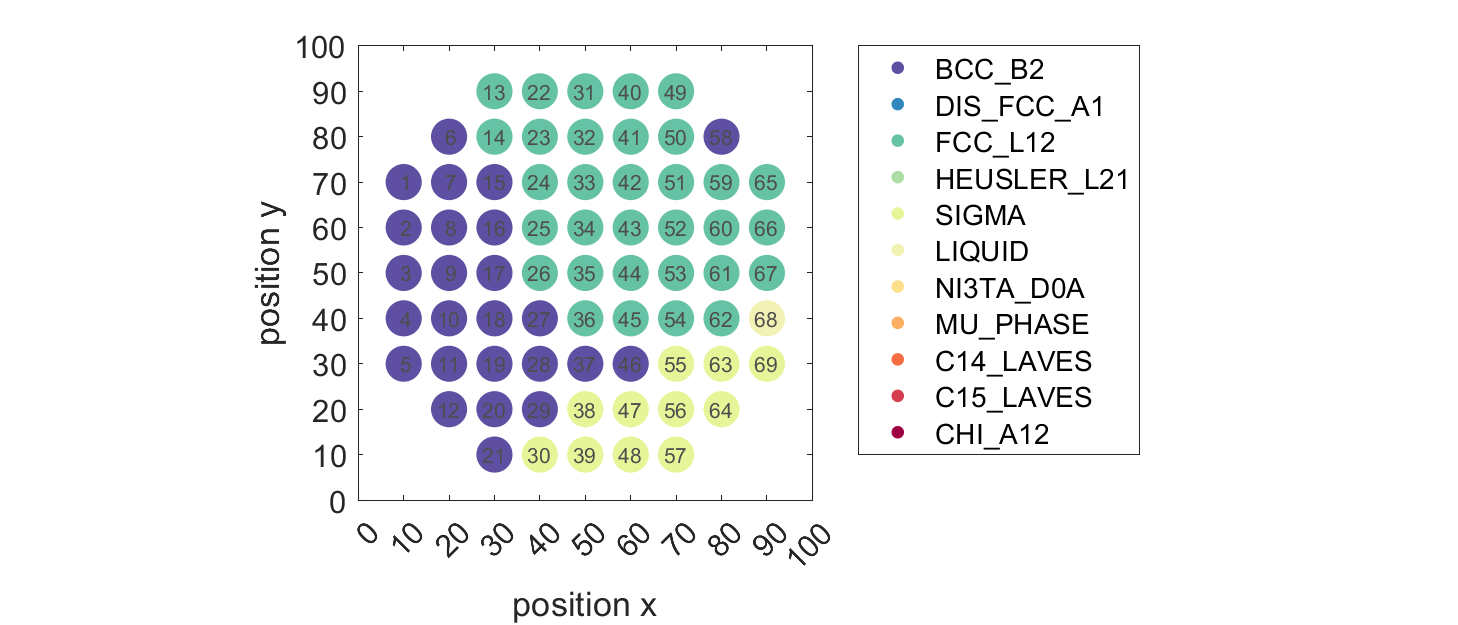 100
90
80
70
60
50
40
30
20
10
0
position y
13 22 31 40 49
6 14 23 32 41 50 58
1 7 15 24 33 42 51 59 65
2 8 16 25 34 43 52 60 66
3 9 17 26 35 44 53 61 67
4 10 18 27 36 45 54 62 68
5 11 19 28 37 46 55 63 69
12 20 29 38 47 56 64
21 30 39 48 57
0 10 20 30 40 50 60 70 80 90 100
position x
BCC_B2
DIS_FCC_A1
FCC_L12
HEUSLER_L21
SIGMA
LIQUID
NI3TA_D0A
MU_PHASE
C14_LAVES
C15_LAVES
CHI_A12